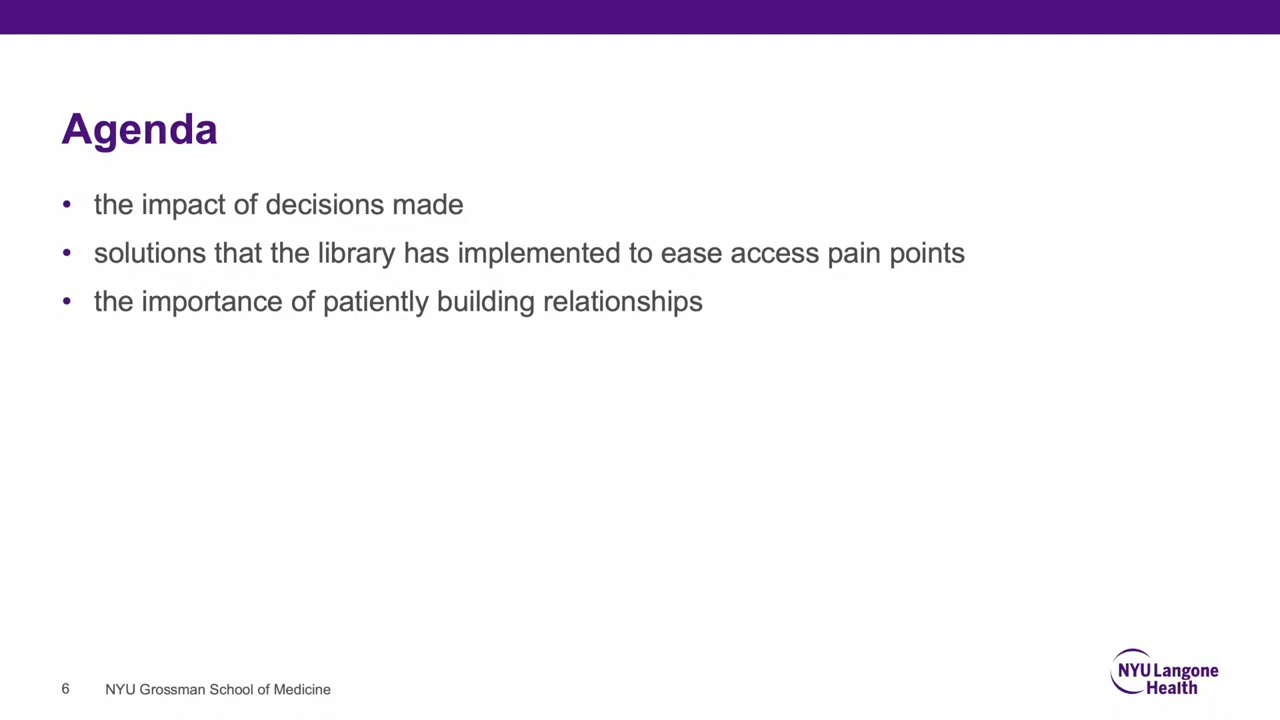 Agenda
• the impact of decisions made
• solutions that the library has implemented to ease access pain points
• the importance of patiently building relationships
6 NYU Grossman School of Medicine
NYU Langone
Health